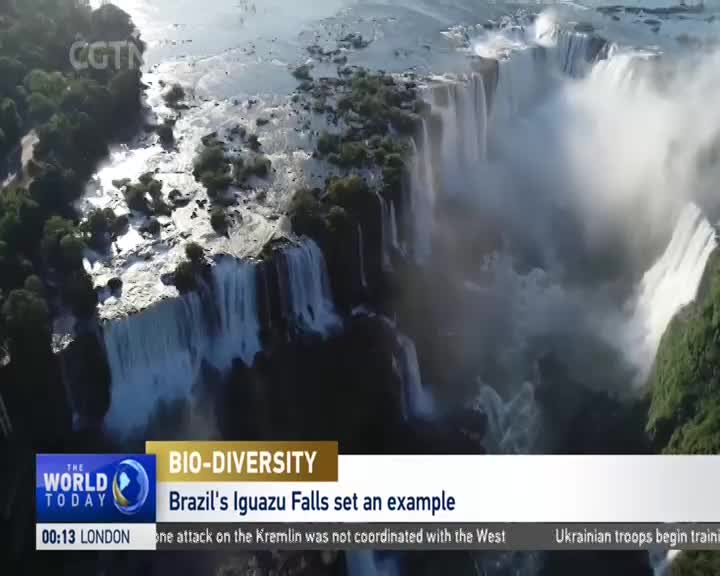 CGTN
BIO-DIVERSITY
THE
WORLD
TODAY
Brazil's Iguazu Falls set an example
00:13 LONDON
one attack on the Kremlin was not coordinated with the West Ukrainian troops begin traini